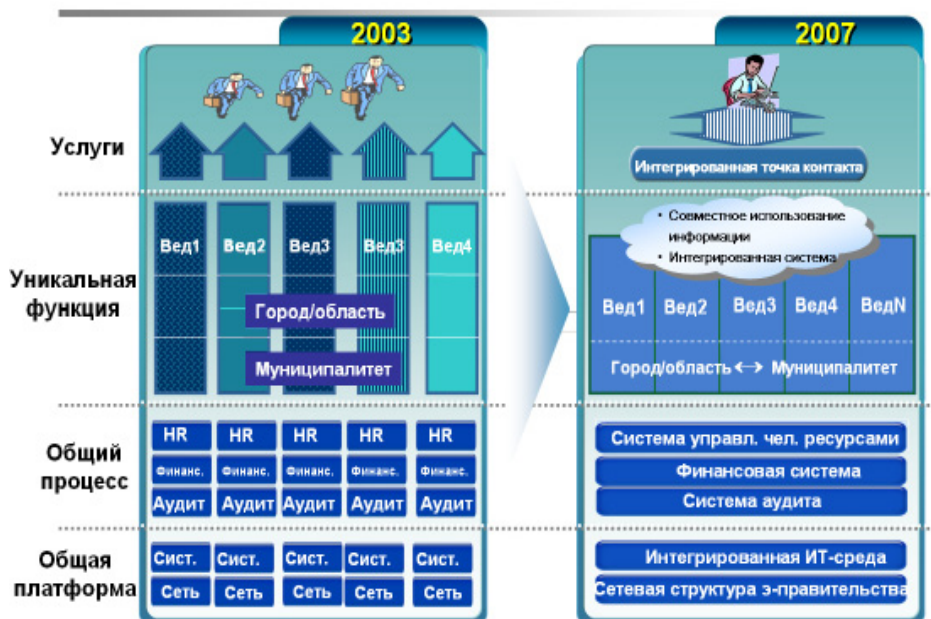 2003
2007
Услуги
Интегрированная точка контакта
• Совместное использование
информации
• Интегрированная система
Уникальная
функция
Вед1 Вед2 Вед3 Вед3 Вед4
Город/область
Муниципалитет
Вед1 Вед2 Вед3 Вед4 ВедN
Город/область ↔ Муниципалитет
Общий
процесс
HR HR HR HR HR
Финанс. Финанс. Финанс. Финанс. Финанс.
Аудит Аудит Аудит Аудит Аудит
Система управл. чел. ресурсами
Финансовая система
Система аудита
Общая
платформа
Сист. Сист. Сист. Сист. Сист.
Сеть Сеть Сеть Сеть Сеть
Интегрированная ИТ-среда
Сетевая структура э-правительства